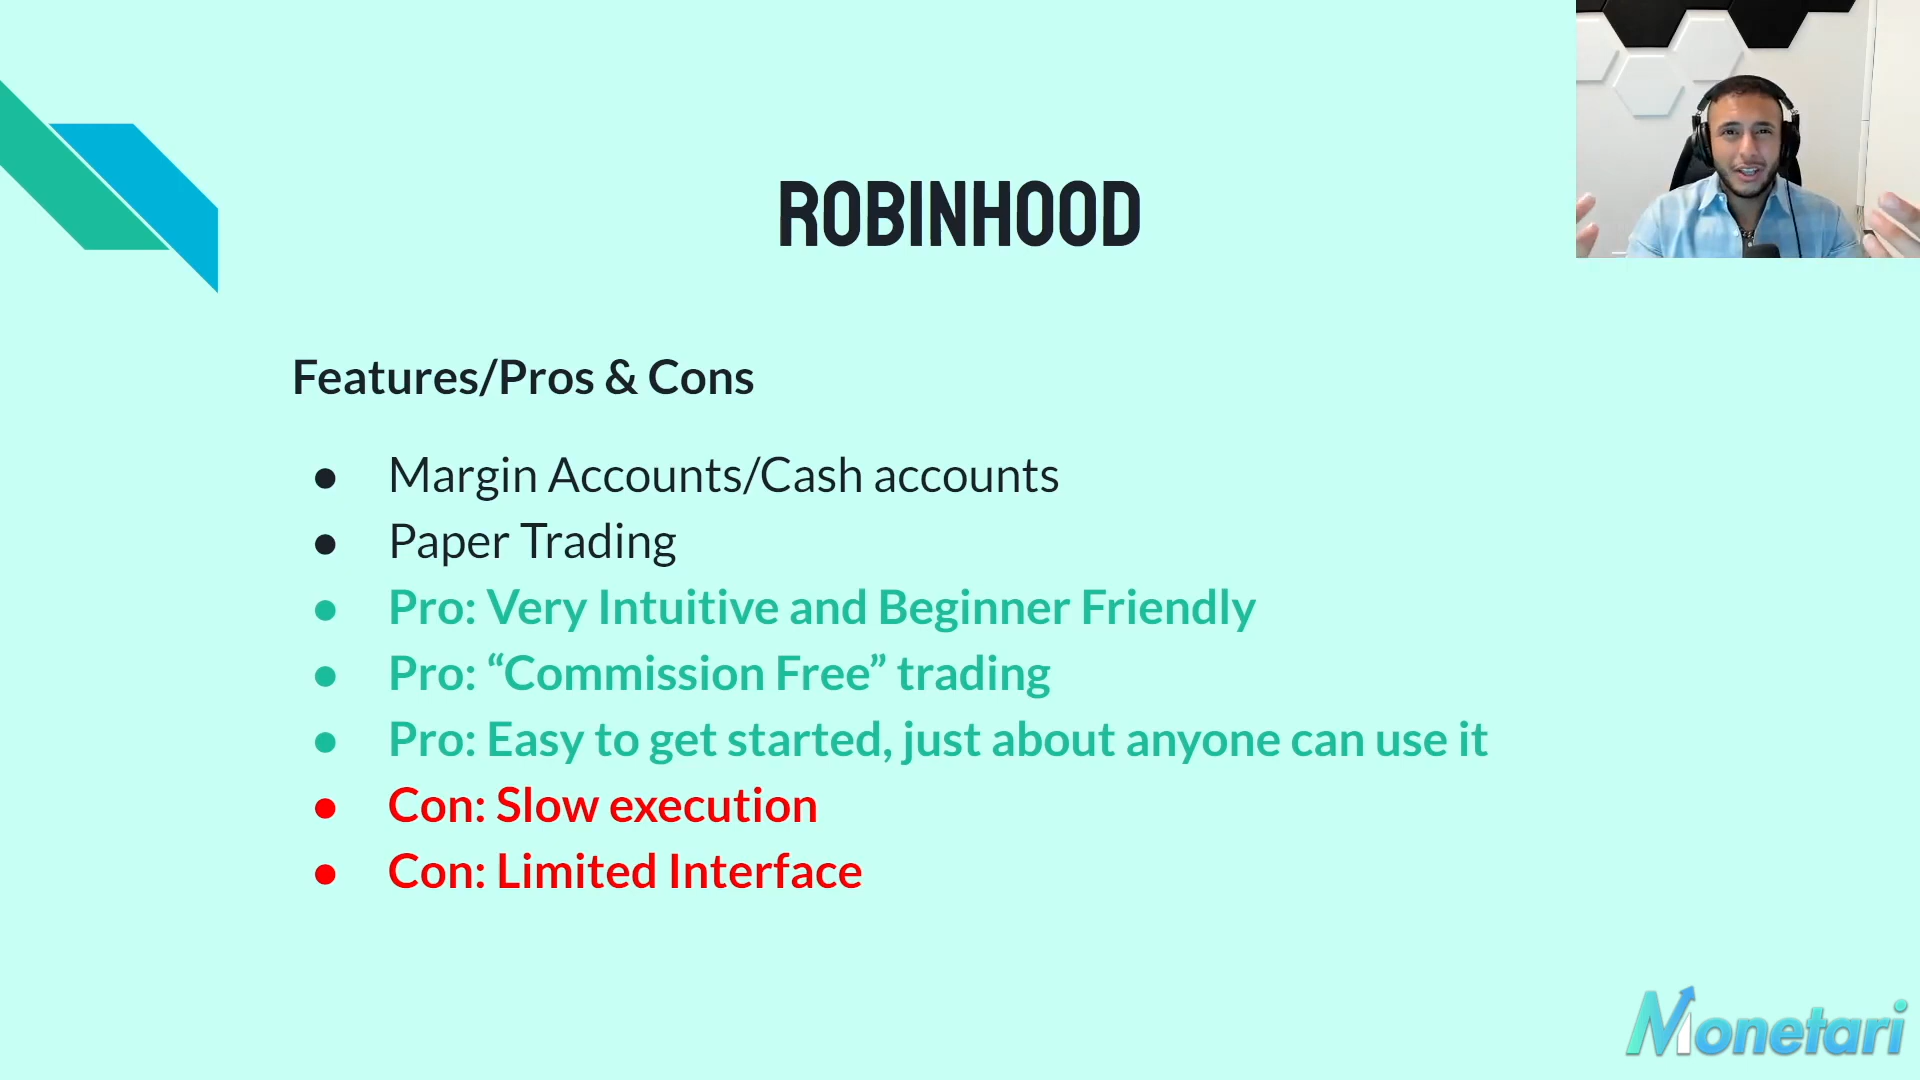 ROBINHOOD
Features/Pros & Cons
● Margin Accounts/Cash accounts
● Paper Trading
● Pro: Very Intuitive and Beginner Friendly
● Pro: “Commission Free” trading
● Pro: Easy to get started, just about anyone can use it
● Con: Slow execution
● Con: Limited Interface
Monetari